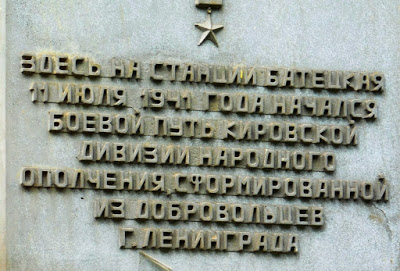 ЗДЕСЬ НА СТАНЦИИ БАТЕЦКАЯ
11 ИЮЛЯ 1941 ГОДА НАЧАЛСЯ
БОЕВОЙ ПУТЬ КИРОВСКОЙ
ДИВИЗИИ НАРОДНОГО
ОПОЛЧЕНИЯ, СФОРМИРОВАННОЙ
ИЗ ДОБРОВОЛЬЦЕВ
Г. ЛЕНИНГРАДА